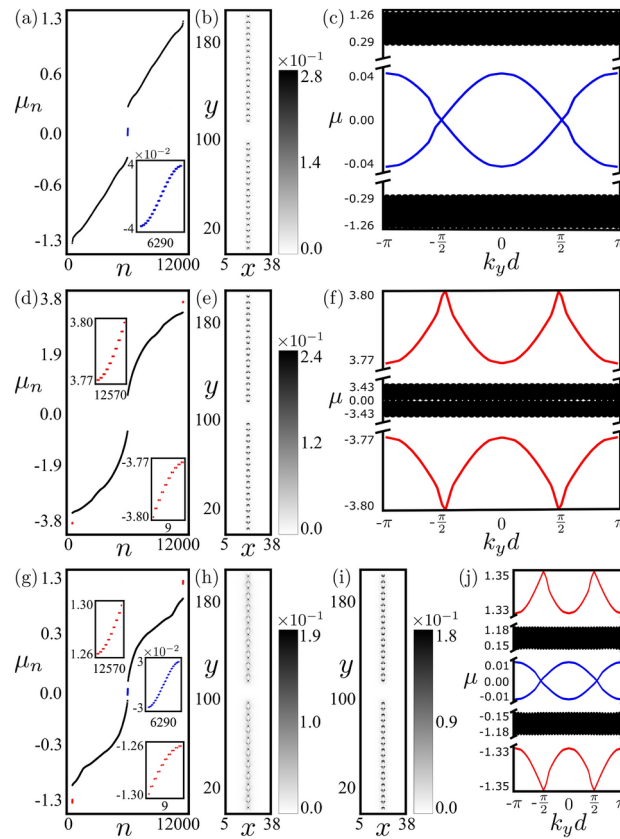 (a) (b) (c)
1.3 0.6 0.0 -0.6 -1.3
μₙ
×10⁻²
4 -4
6290
0 n 12000
180 y 100 20
5 x 38
×10⁻¹
2.8 1.4 0.0
1.26 0.29 0.04 0.00 -0.04 -0.29 -1.26
μ
-π -π/2 0 π/2 π
k_y d
(d) (e) (f)
3.8 1.9 0.0 -1.9 -3.8
μₙ
3.80 3.77
12570
-3.77 -3.80
9
0 n 12000
180 y 100 20
5 x 38
×10⁻¹
2.4 1.2 0.0
3.80 3.77 3.43 0.00 -3.43 -3.77 -3.80
μ
-π -π/2 0 π/2 π
k_y d
(g) (h) (i) (j)
1.3 0.3 0.0 -0.3 -1.3
μₙ
1.30 1.26
12570
×10⁻²
3 -3
6290
-1.26 -1.30
9
0 n 12000
180 y 100 20
5 x 38
×10⁻¹
1.9 1.0 0.0
180 y 100 20
5 x 38
×10⁻¹
1.8 0.9 0.0
1.35 1.33 1.18 0.15 0.01 0.00 -0.01 -0.15 -1.18 -1.33 -1.35
μ
-π -π/2 0 π/2 π
k_y d